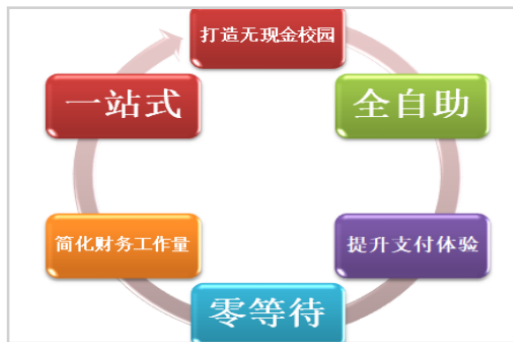 打造无现金校园
一站式
全自助
简化财务工作量
提升支付体验
零等待